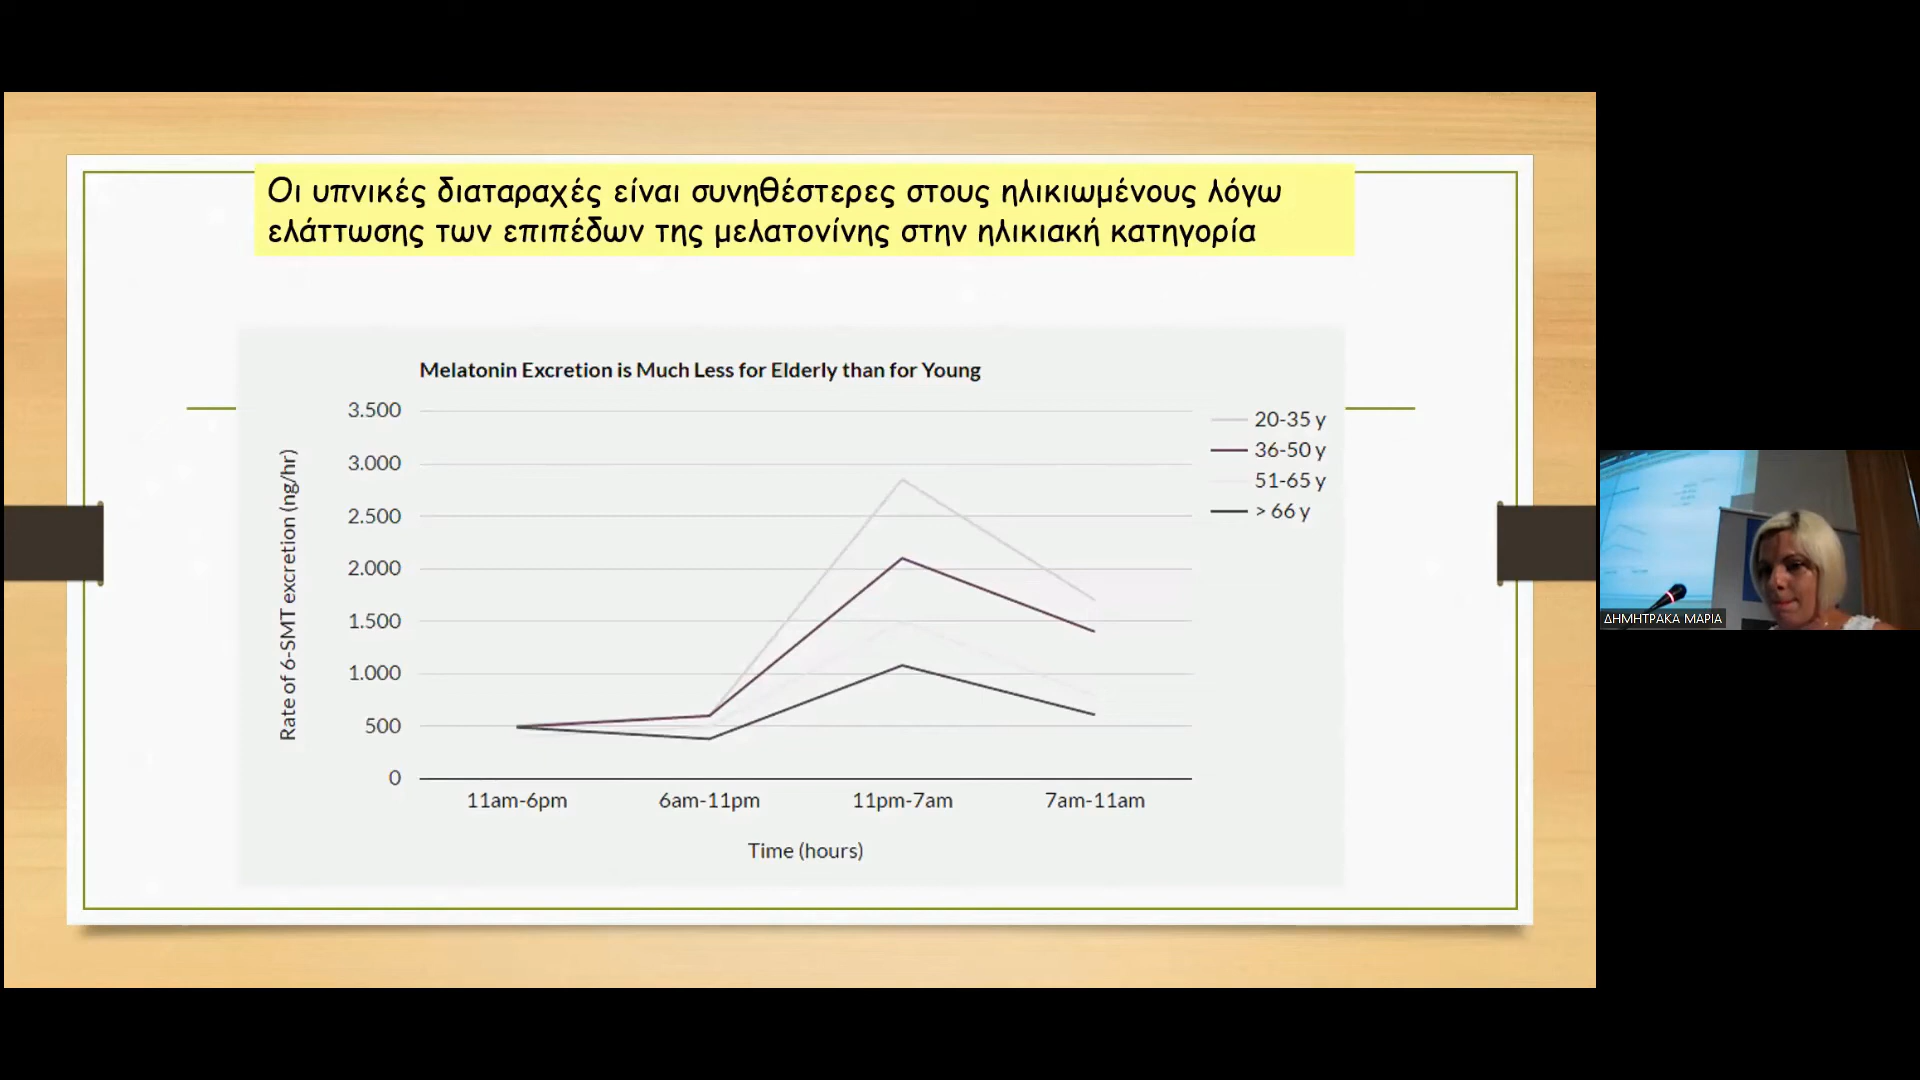 Οι υπνικές διαταραχές είναι συνηθέστερες στους ηλικιωμένους λόγω
ελάττωσης των επιπέδων της μελατονίνης στην ηλικιακή κατηγορία
Melatonin Excretion is Much Less for Elderly than for Young
3.500
3.000
2.500
2.000
1.500
1.000
500
0
Rate of 6-SMT excretion (ng/hr)
11am-6pm
6am-11pm
11pm-7am
7am-11am
Time (hours)
20-35 y
36-50 y
51-65 y
> 66 y
ΔΗΜΗΤΡΑΚΑ ΜΑΡΙΑ